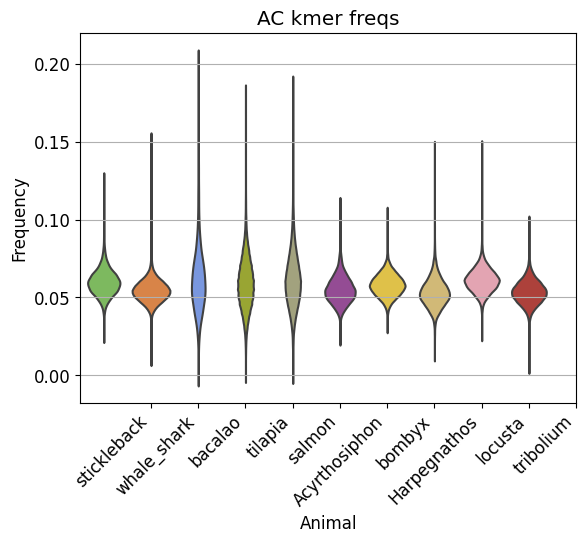 AC kmer freqs
Frequency
0.20
0.15
0.10
0.05
0.00
stickleback
whale_shark
bacalao
tilapia
salmon
Acyrthosiphon
bombyx
Harpegnathos
locusta
tribolium
Animal